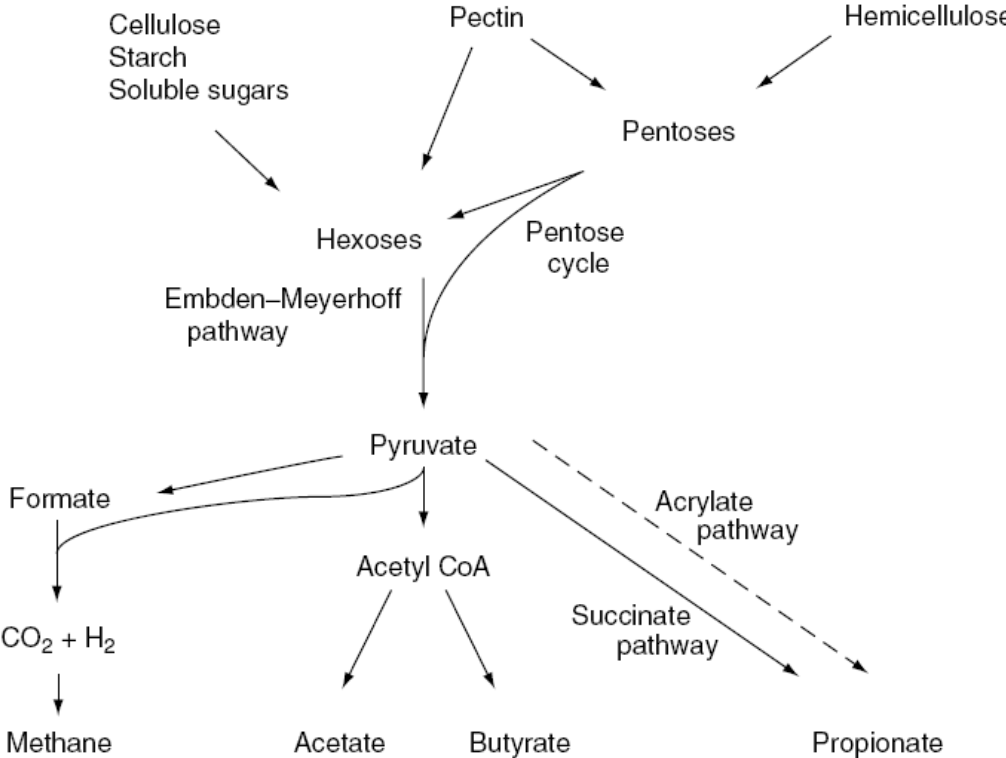 Cellulose
Starch
Soluble sugars
Pectin
Hemicellulose
Pentoses
Hexoses
Pentose
cycle
Embden–Meyerhoff
pathway
Pyruvate
Formate
Acrylate
pathway
Acetyl CoA
Succinate
pathway
CO₂ + H₂
Methane
Acetate
Butyrate
Propionate